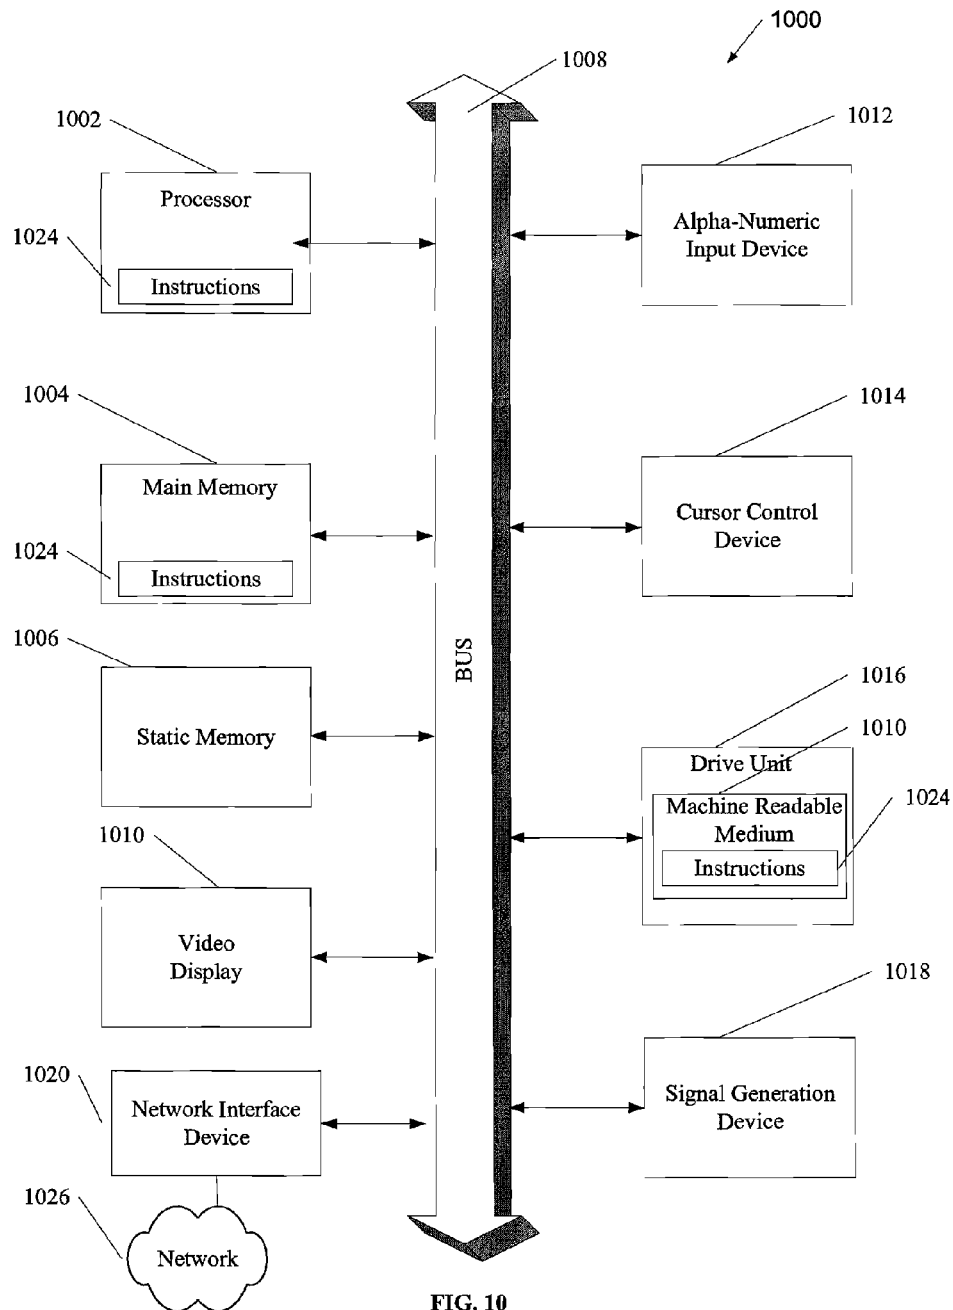 1000
1008
1002
Processor
1024
Instructions
1012
Alpha-Numeric
Input Device
1004
Main Memory
1024
Instructions
1014
Cursor Control
Device
1006
Static Memory
BUS
1016
1010
Drive Unit
Machine Readable
Medium
1024
Instructions
1010
Video
Display
1018
Signal Generation
Device
1020
Network Interface
Device
1026
Network
FIG. 10